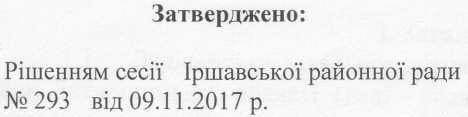 Затверджено:
Рішенням сесії Іршавської районної ради
№ 293 від 09.11.2017 р.